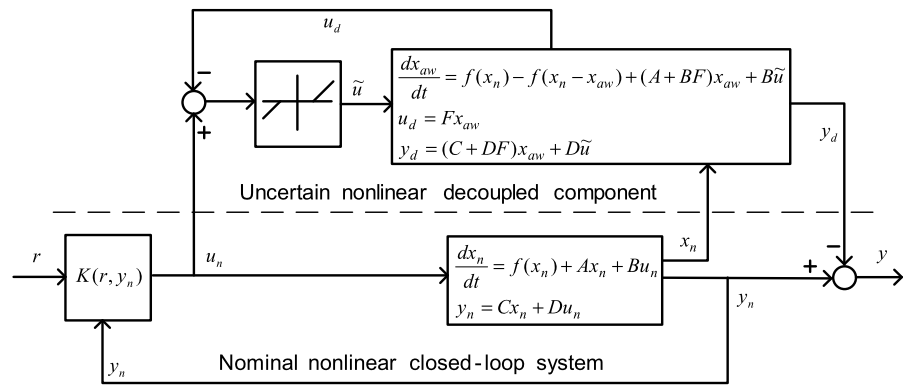 u_d
−
+
ũ
dx_aw/dt = f(x_n) − f(x_n − x_aw) + (A + BF)x_aw + Bũ
u_d = Fx_aw
y_d = (C + DF)x_aw + Dũ
y_d
Uncertain nonlinear decoupled component
r
K(r, y_n)
u_n
dx_n/dt = f(x_n) + Ax_n + Bu_n
y_n = Cx_n + Du_n
x_n
−
+
y
y_n
y_n
Nominal nonlinear closed-loop system